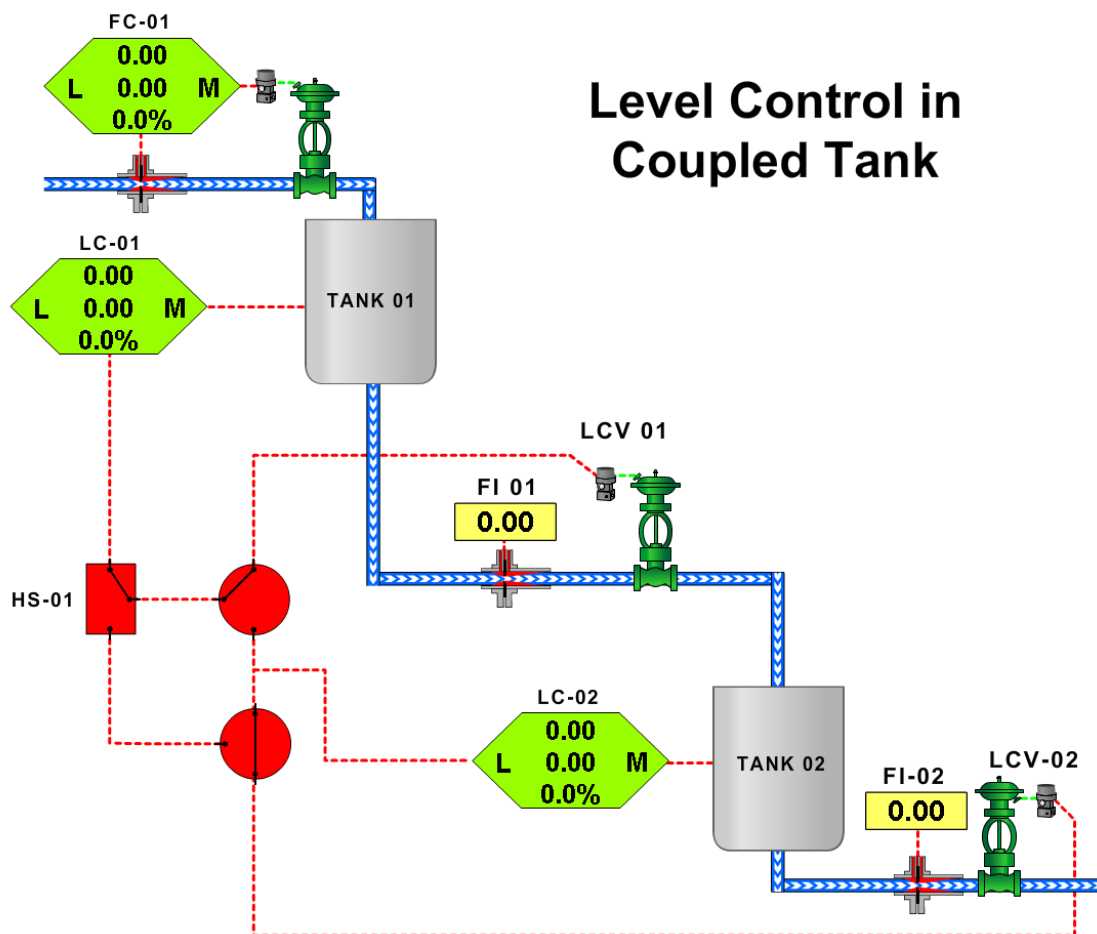 FC-01
0.00
L 0.00 M
0.0%
Level Control in
Coupled Tank
LC-01
0.00
L 0.00 M
0.0%
TANK 01
LCV 01
FI 01
0.00
HS-01
LC-02
0.00
L 0.00 M
0.0%
TANK 02
LCV-02
FI-02
0.00